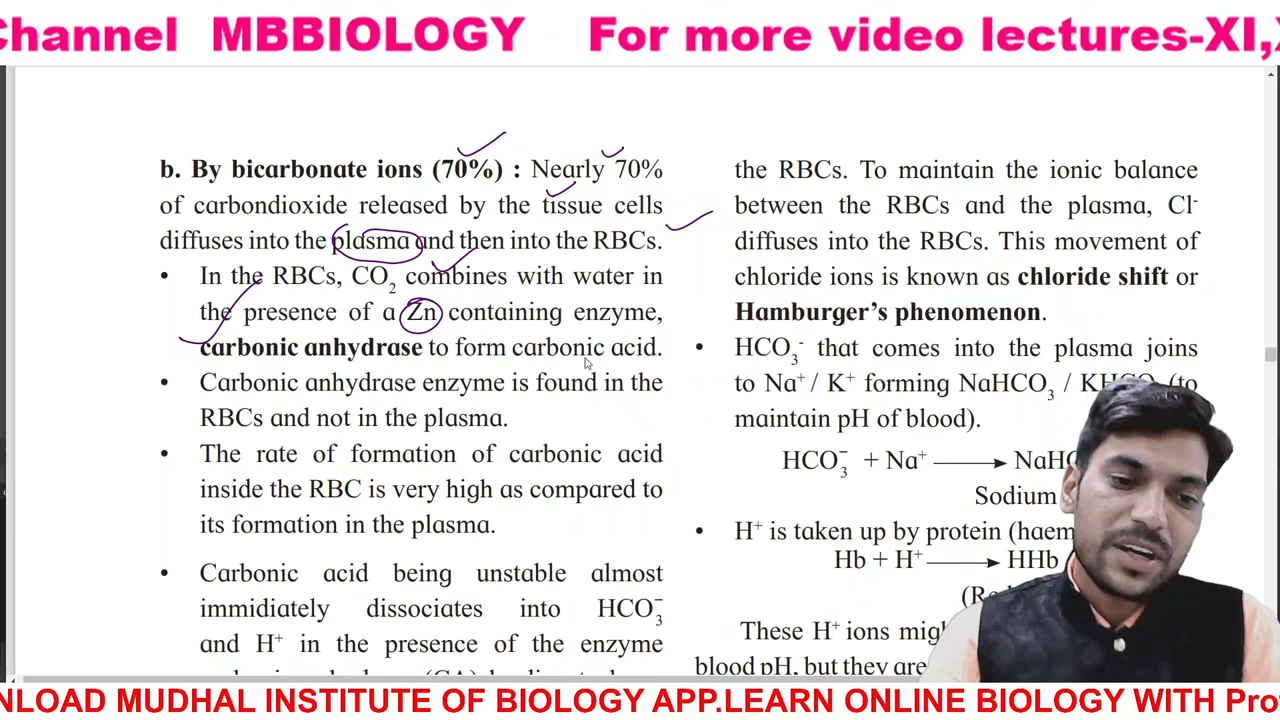 Channel MBBIOLOGY For more video lectures-XI,
b. By bicarbonate ions (70%) : Nearly 70%
of carbondioxide released by the tissue cells
diffuses into the plasma and then into the RBCs.
• In the RBCs, CO₂ combines with water in
the presence of a Zn containing enzyme,
carbonic anhydrase to form carbonic acid.
• Carbonic anhydrase enzyme is found in the
RBCs and not in the plasma.
• The rate of formation of carbonic acid
inside the RBC is very high as compared to
its formation in the plasma.
• Carbonic acid being unstable almost
immidiately dissociates into HCO₃⁻
and H⁺ in the presence of the enzyme
the RBCs. To maintain the ionic balance
between the RBCs and the plasma, Cl⁻
diffuses into the RBCs. This movement of
chloride ions is known as chloride shift or
Hamburger's phenomenon.
• HCO₃⁻ that comes into the plasma joins
to Na⁺ / K⁺ forming NaHCO₃ / KHCO₃ (to
maintain pH of blood).
HCO₃⁻ + Na⁺ ⟶ NaHC
Sodium
• H⁺ is taken up by protein (haem
Hb + H⁺ ⟶ HHb
(Red
These H⁺ ions mig
blood pH, but they are
NLOAD MUDHAL INSTITUTE OF BIOLOGY APP.LEARN ONLINE BIOLOGY WITH Pro